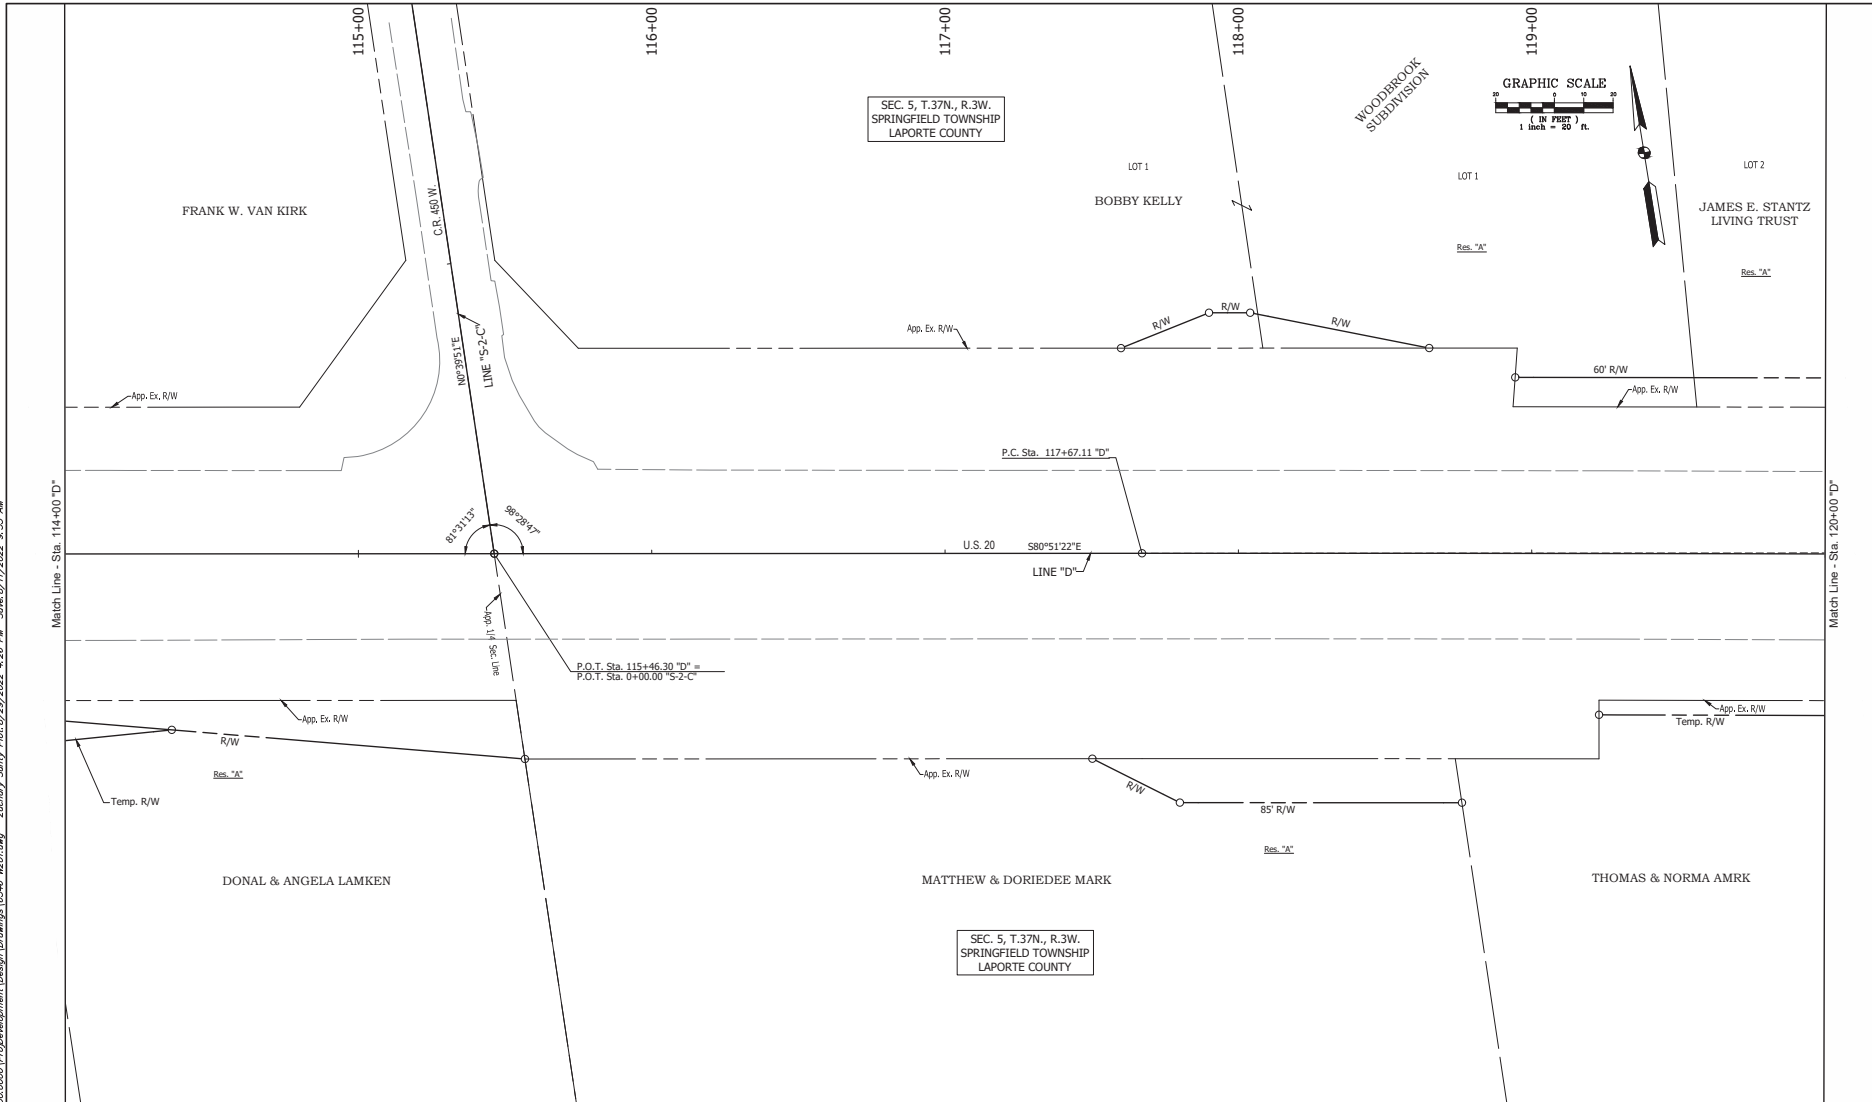 115+00
116+00
117+00
118+00
119+00
SEC. 5, T.37N., R.3W.
SPRINGFIELD TOWNSHIP
LAPORTE COUNTY
WOODBROOK
SUBDIVISION
GRAPHIC SCALE
20 0 10 20
( IN FEET )
1 inch = 20 ft.
FRANK W. VAN KIRK
C.R. 450 W.
LOT 1
BOBBY KELLY
LOT 1
Res. "A"
LOT 2
JAMES E. STANTZ
LIVING TRUST
Res. "A"
N0°39'51"E
LINE "S-2-C"
App. Ex. R/W
R/W
R/W
R/W
60' R/W
App. Ex. R/W
App. Ex. R/W
P.C. Sta. 117+67.11 "D"
Match Line - Sta. 114+00 "D"
81°31'13"
98°28'47"
U.S. 20
S80°51'22"E
LINE "D"
Match Line - Sta. 120+00 "D"
App. 1/4 Sec. Line
P.O.T. Sta. 115+46.30 "D" =
P.O.T. Sta. 0+00.00 "S-2-C"
App. Ex. R/W
R/W
Res. "A"
Temp. R/W
App. Ex. R/W
R/W
85' R/W
Res. "A"
App. Ex. R/W
Temp. R/W
DONAL & ANGELA LAMKEN
MATTHEW & DORIEDEE MARK
THOMAS & NORMA AMRK
SEC. 5, T.37N., R.3W.
SPRINGFIELD TOWNSHIP
LAPORTE COUNTY